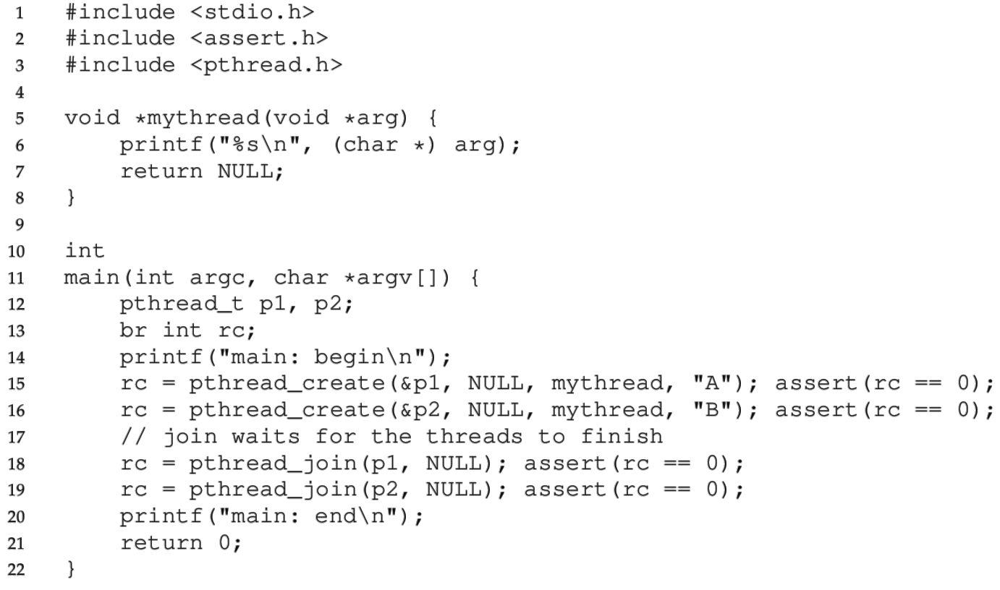 1 #include <stdio.h>
2 #include <assert.h>
3 #include <pthread.h>
4
5 void *mythread(void *arg) {
6     printf("%s\n", (char *) arg);
7     return NULL;
8 }
9
10 int
11 main(int argc, char *argv[]) {
12     pthread_t p1, p2;
13     br int rc;
14     printf("main: begin\n");
15     rc = pthread_create(&p1, NULL, mythread, "A"); assert(rc == 0);
16     rc = pthread_create(&p2, NULL, mythread, "B"); assert(rc == 0);
17     // join waits for the threads to finish
18     rc = pthread_join(p1, NULL); assert(rc == 0);
19     rc = pthread_join(p2, NULL); assert(rc == 0);
20     printf("main: end\n");
21     return 0;
22 }